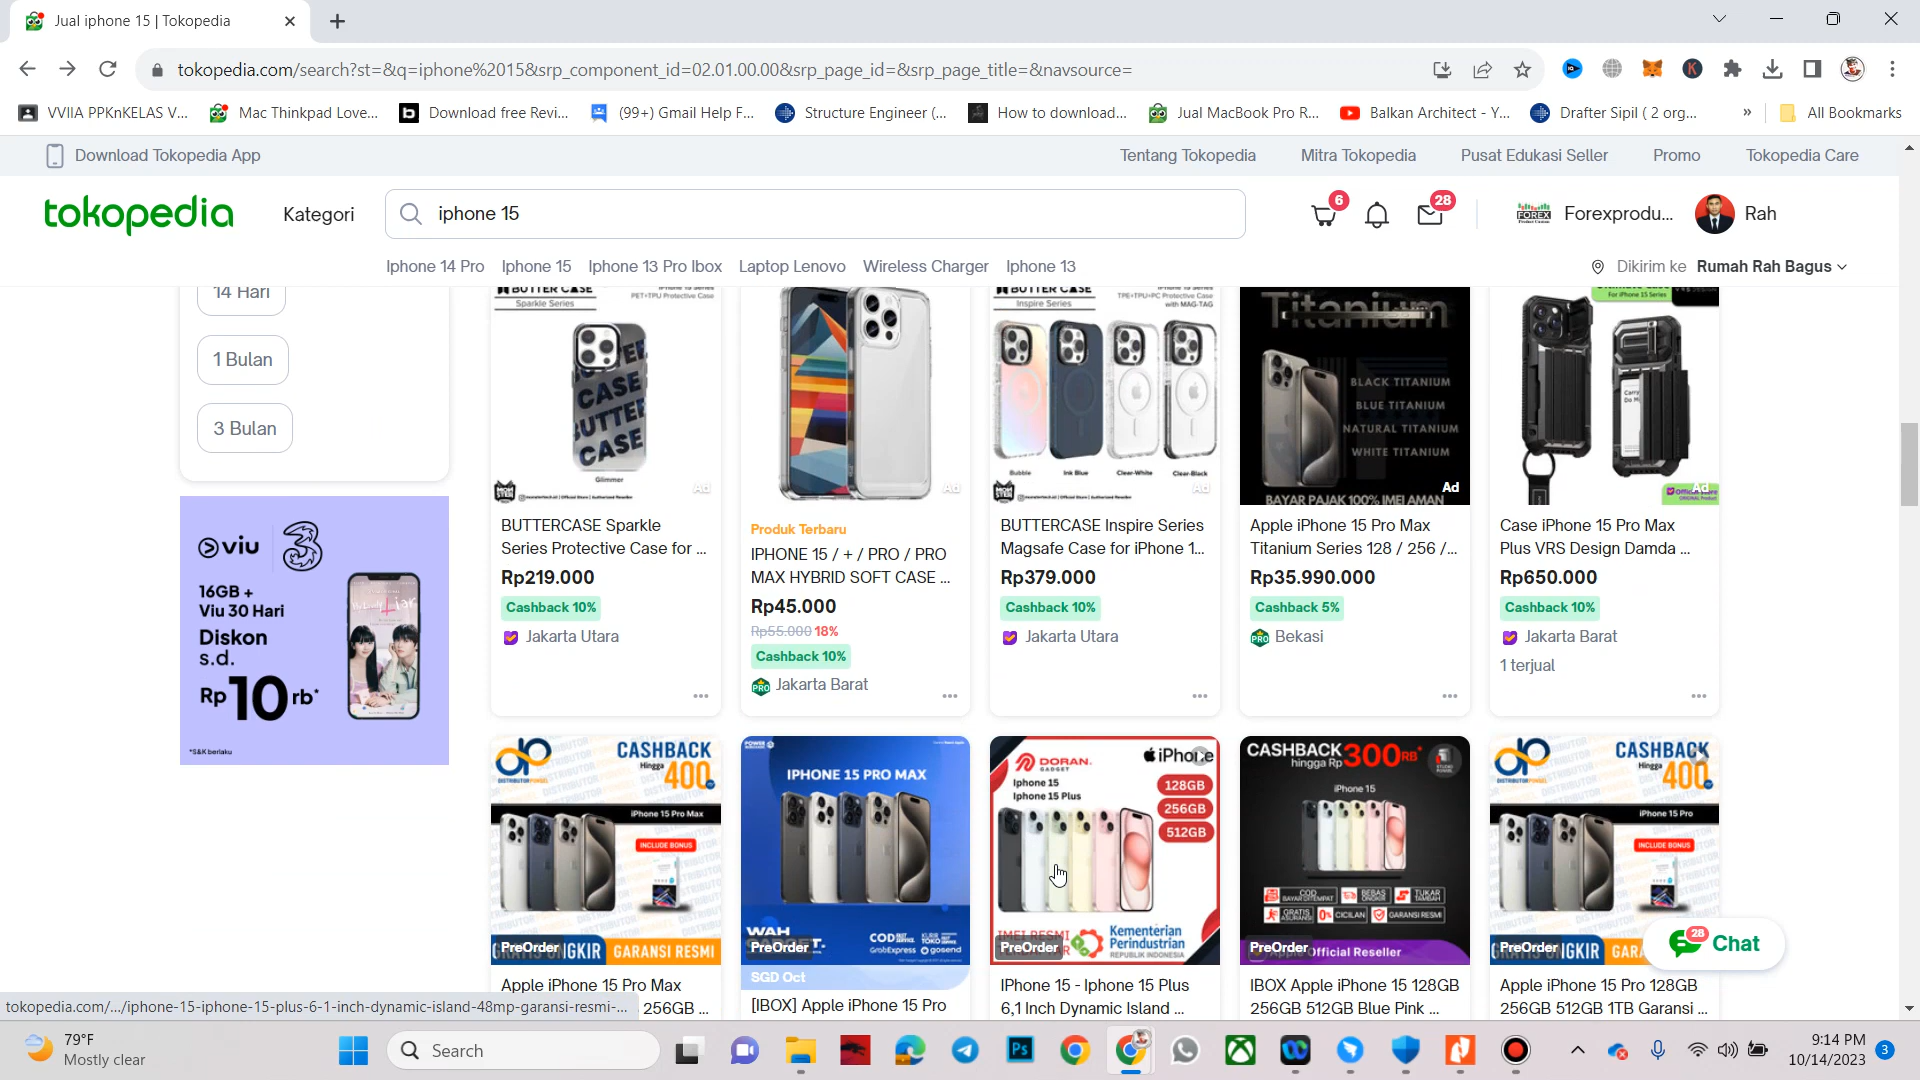 Jual iphone 15 | Tokopedia
tokopedia.com/search?st=&q=iphone%2015&srp_component_id=02.01.00.00&srp_page_id=&srp_page_title=&navsource=
VVIIA PPKnKELAS V... Mac Thinkpad Love... Download free Revi... (99+) Gmail Help F... Structure Engineer (... How to download... Jual MacBook Pro R... Balkan Architect - Y... Drafter Sipil ( 2 org... » All Bookmarks
Download Tokopedia App Tentang Tokopedia Mitra Tokopedia Pusat Edukasi Seller Promo Tokopedia Care
tokopedia Kategori iphone 15 6 28 FOREX Forexprodu... Rah
Iphone 14 Pro Iphone 15 Iphone 13 Pro Ibox Laptop Lenovo Wireless Charger Iphone 13 Dikirim ke Rumah Rah Bagus
14 Hari
1 Bulan
3 Bulan
viu 3
16GB +
Viu 30 Hari
Diskon
s.d.
Rp10rb*
*S&K berlaku
BUTTER CASE
Sparkle Series
PET+TPU Protective Case
BUTTER
CASE
Glimmer
Ad
BUTTERCASE Sparkle
Series Protective Case for ...
Rp219.000
Cashback 10%
Jakarta Utara
Ad
Produk Terbaru
IPHONE 15 / + / PRO / PRO
MAX HYBRID SOFT CASE ...
Rp45.000
Rp55.000 18%
Cashback 10%
PRO Jakarta Barat
BUTTER CASE
Inspire Series
TPE+TPU+PC Protective Case
with MAG-TAG
Bubble Ink Blue Clear-White Clear-Black
Ad
BUTTERCASE Inspire Series
Magsafe Case for iPhone 1...
Rp379.000
Cashback 10%
Jakarta Utara
Titanium
BLACK TITANIUM
BLUE TITANIUM
NATURAL TITANIUM
WHITE TITANIUM
Ad
BAYAR PAJAK 100% IMEI AMAN
Apple iPhone 15 Pro Max
Titanium Series 128 / 256 /...
Rp35.990.000
Cashback 5%
PRO Bekasi
Ultimate Case
For iPhone 15 Series
Ad
Case iPhone 15 Pro Max
Plus VRS Design Damda ...
Rp650.000
Cashback 10%
Jakarta Barat
1 terjual
CASHBACK
Hingga 400
DISTRIBUTOR PONSEL
iPhone 15 Pro Max
INCLUDE BONUS
PreOrder
GARANSI RESMI
Apple iPhone 15 Pro Max
256GB ...
IPHONE 15 PRO MAX
WAH
GADGET.
PreOrder
COD
GrabExpress gosend
SGD Oct
[IBOX] Apple iPhone 15 Pro
DORAN
GADGET
iPhone
Iphone 15
Iphone 15 Plus
128GB
256GB
512GB
IMEI RESMI
PreOrder
Kementerian
Perindustrian
REPUBLIK INDONESIA
IPhone 15 - Iphone 15 Plus
6,1 Inch Dynamic Island ...
CASHBACK 300RB*
hingga Rp
iPhone 15
COD
BAYAR DITEMPAT
BEBAS
ONGKIR
TUKAR
TAMBAH
GRATIS
ASURANSI
0% CICILAN
GARANSI RESMI
PreOrder
Official Reseller
IBOX Apple iPhone 15 128GB
256GB 512GB Blue Pink ...
CASHBACK
Hingga 400
DISTRIBUTOR PONSEL
iPhone 15 Pro
INCLUDE BONUS
PreOrder
Apple iPhone 15 Pro 128GB
256GB 512GB 1TB Garansi ...
28 Chat
tokopedia.com/.../iphone-15-iphone-15-plus-6-1-inch-dynamic-island-48mp-garansi-resmi-...
79°F
Mostly clear
Search
9:14 PM
10/14/2023
3